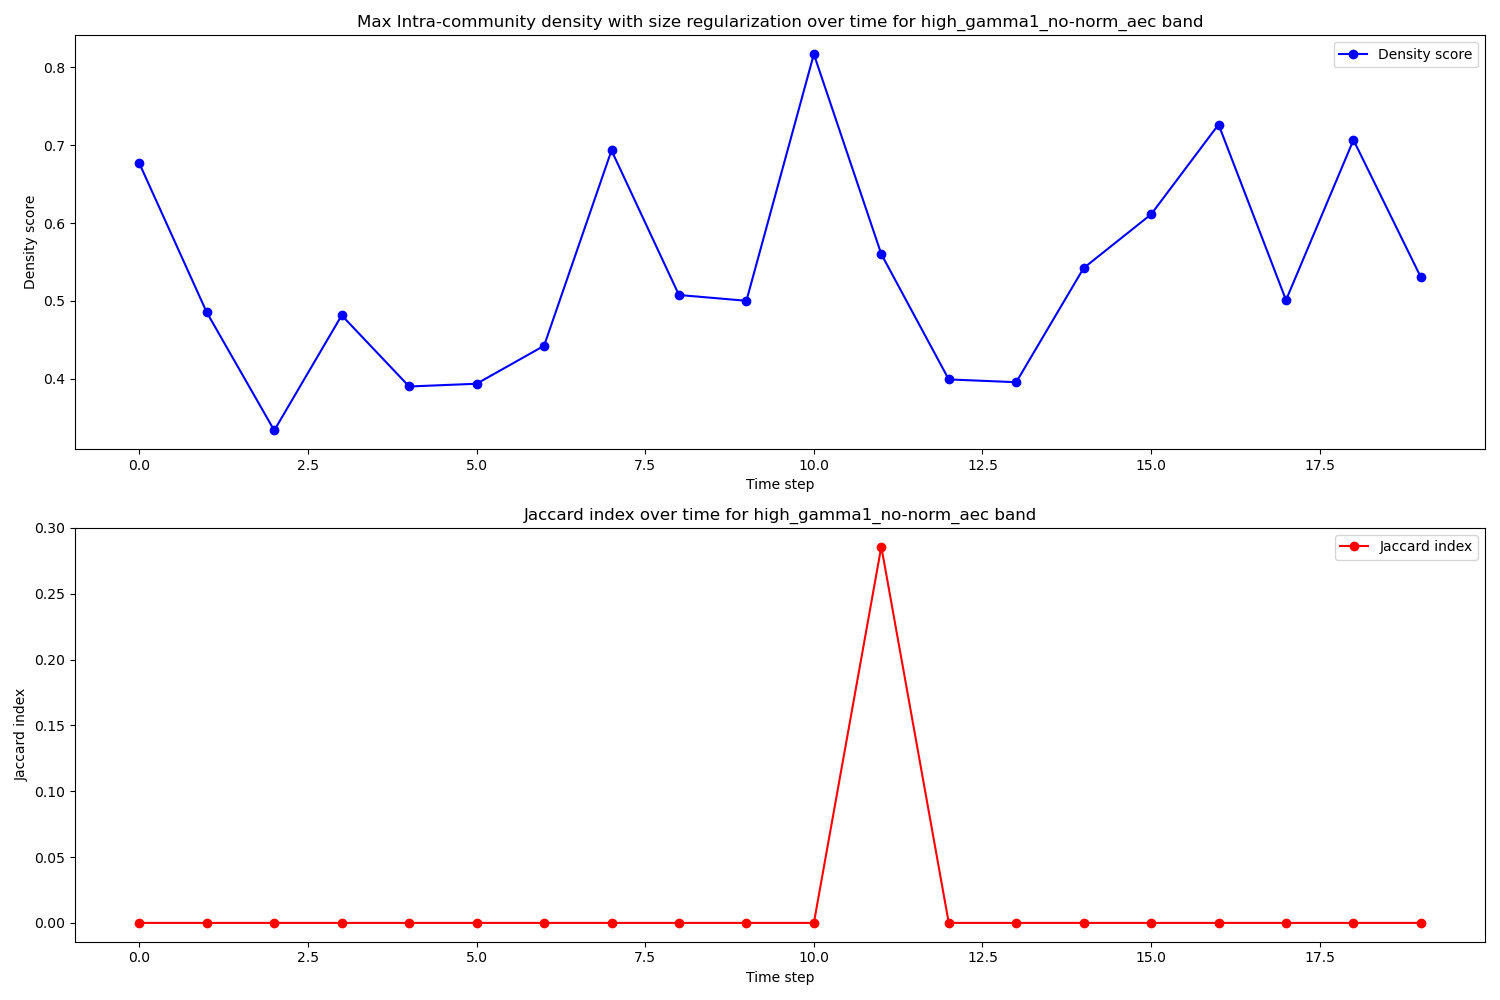 Max Intra-community density with size regularization over time for high_gamma1_no-norm_aec band
Density score
Density score
0.8
0.7
0.6
0.5
0.4
0.0 2.5 5.0 7.5 10.0 12.5 15.0 17.5
Time step
Jaccard index over time for high_gamma1_no-norm_aec band
Jaccard index
Jaccard index
0.30
0.25
0.20
0.15
0.10
0.05
0.00
0.0 2.5 5.0 7.5 10.0 12.5 15.0 17.5
Time step